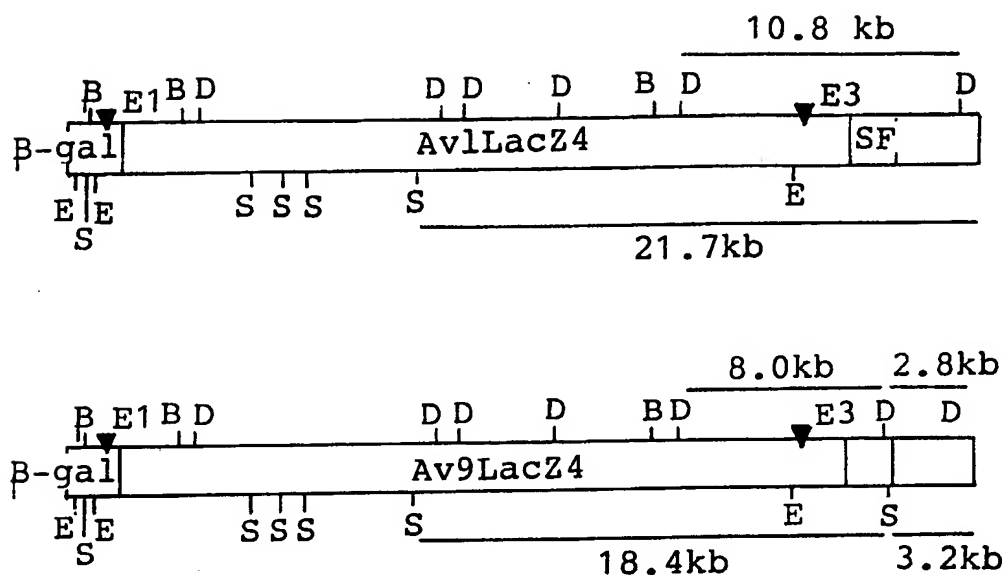 10.8 kb
B E1 B D D D D B D E3 D
β-gal Av1LacZ4 SF
E S E S S S S E
21.7kb
8.0kb 2.8kb
B E1 B D D D D B D E3 D D
β-gal Av9LacZ4
E S E S S S S E S
18.4kb 3.2kb